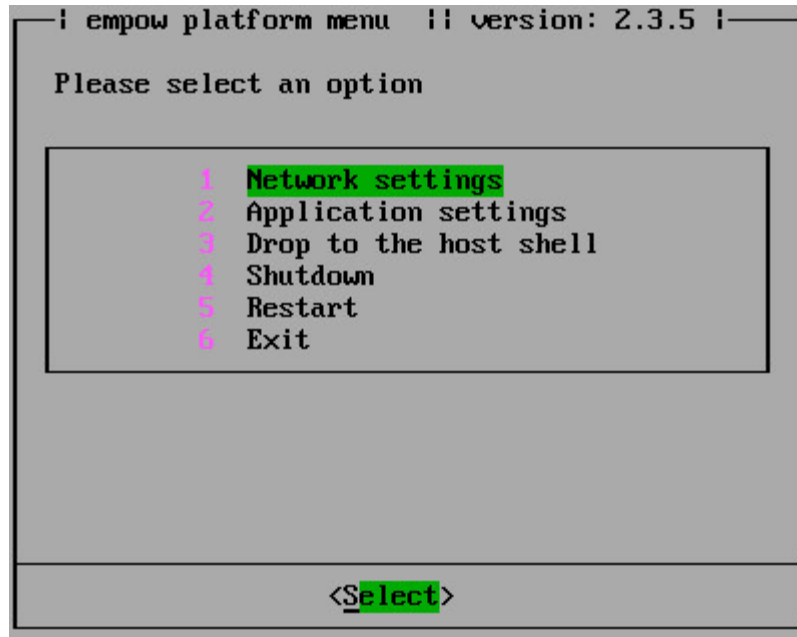 ¦ empow platform menu ¦¦ version: 2.3.5 ¦
Please select an option
1 Network settings
2 Application settings
3 Drop to the host shell
4 Shutdown
5 Restart
6 Exit
<Select>